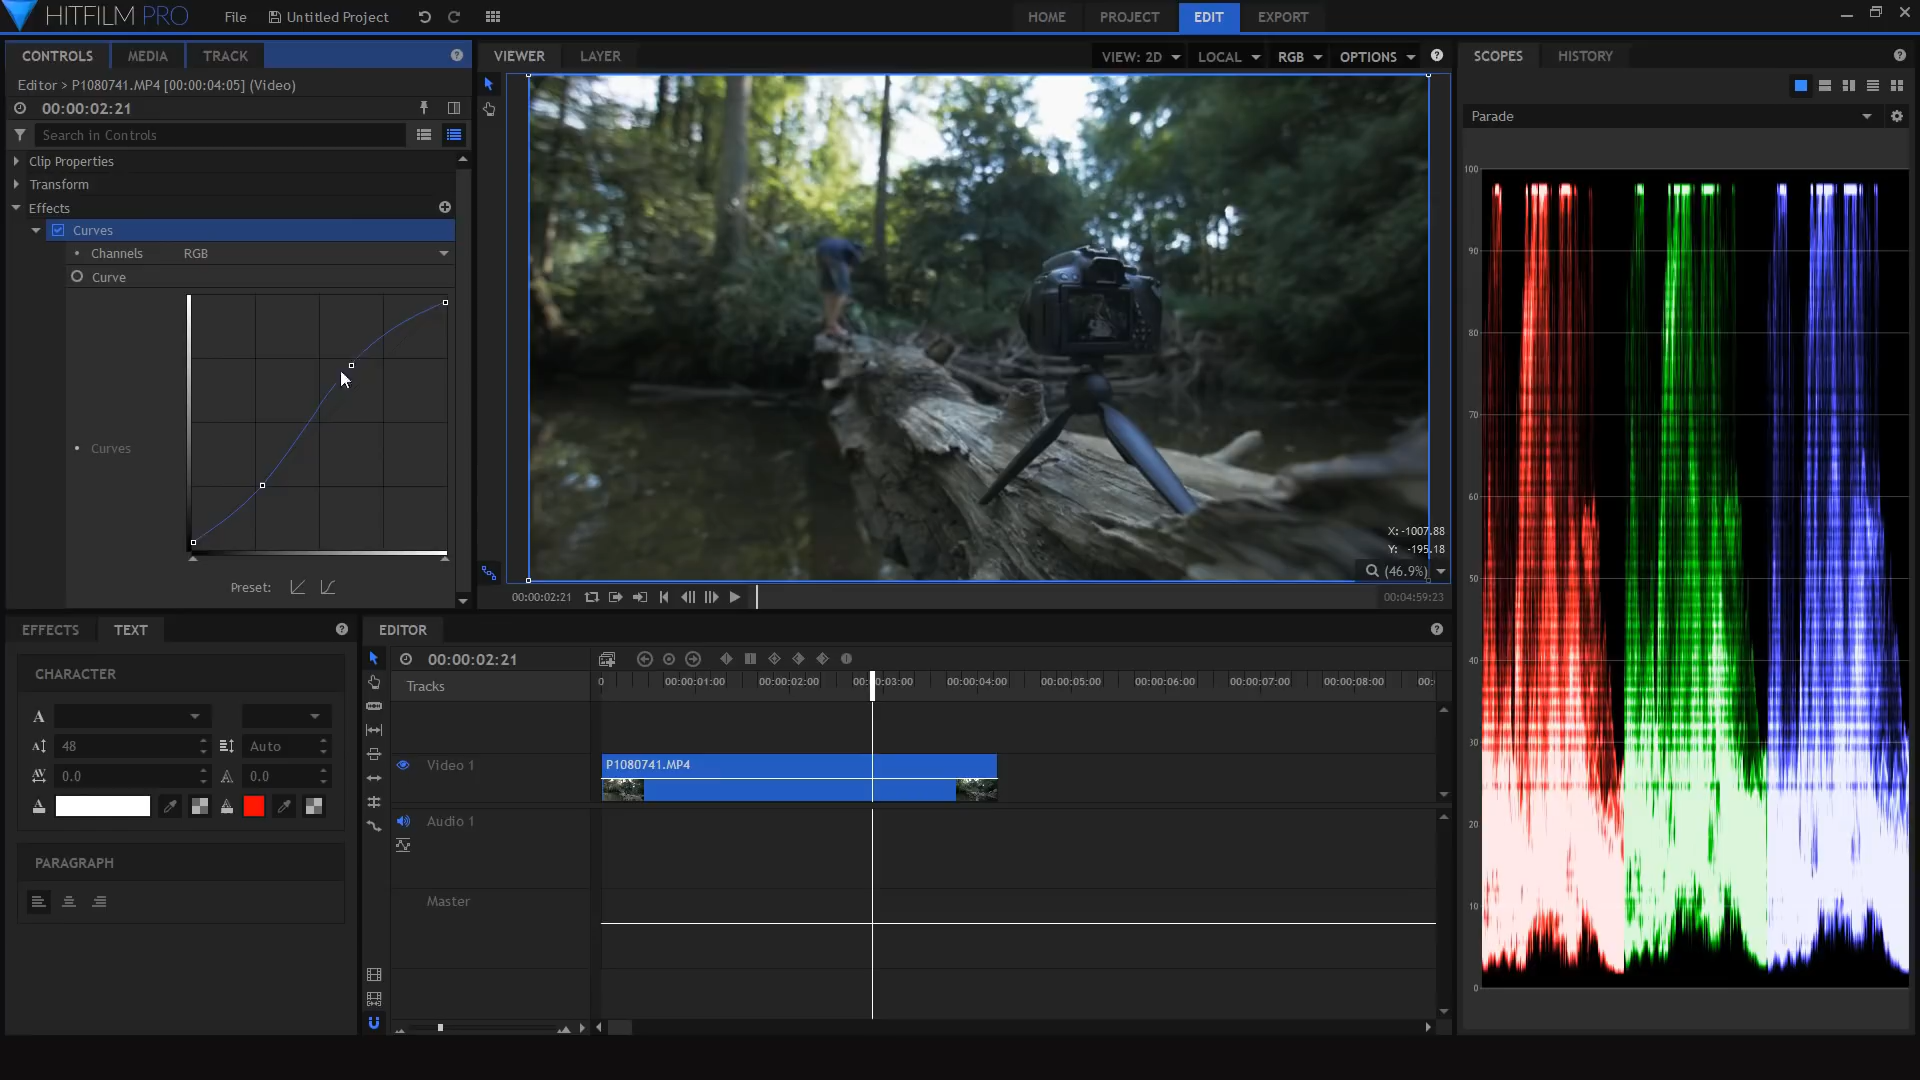 HITFILM PRO
File
Untitled Project
HOME
PROJECT
EDIT
EXPORT
CONTROLS
MEDIA
TRACK
Editor > P1080741.MP4 [00:00:04:05] (Video)
00:00:02:21
Search in Controls
Clip Properties
Transform
Effects
Curves
Channels
RGB
Curve
Curves
Preset:
VIEWER
LAYER
VIEW: 2D
LOCAL
RGB
OPTIONS
X: -1007.88
Y: -195.18
(46.9%)
00:00:02:21
00:04:59:23
SCOPES
HISTORY
Parade
100
90
80
70
60
50
40
30
20
10
0
EFFECTS
TEXT
CHARACTER
48
Auto
0.0
0.0
PARAGRAPH
EDITOR
00:00:02:21
Tracks
0
00:00:01:00
00:00:02:00
00:00:03:00
00:00:04:00
00:00:05:00
00:00:06:00
00:00:07:00
00:00:08:00
00:
Video 1
P1080741.MP4
Audio 1
Master